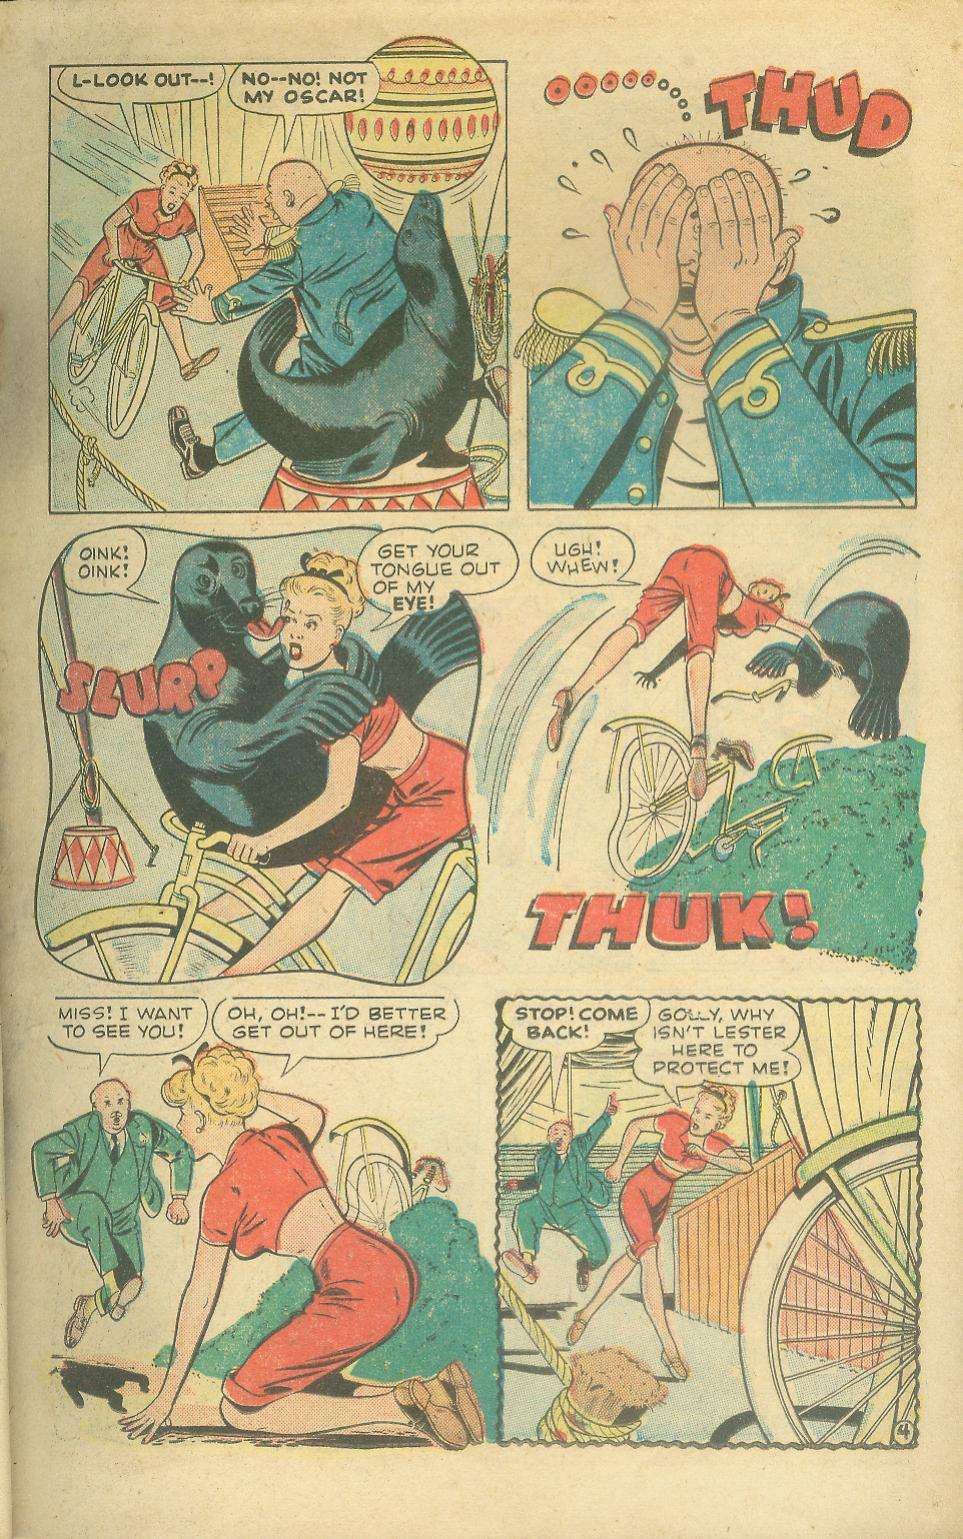 L-LOOK OUT--!
NO--NO! NOT
MY OSCAR!
OOOOO.....
THUD
OINK!
OINK!
GET YOUR
TONGUE OUT
OF MY
EYE!
SLURP
UGH!
WHEW!
THUK!
MISS! I WANT
TO SEE YOU!
OH, OH!--I'D BETTER
GET OUT OF HERE!
STOP! COME
BACK!
GOLLY, WHY
ISN'T LESTER
HERE TO
PROTECT ME!
4